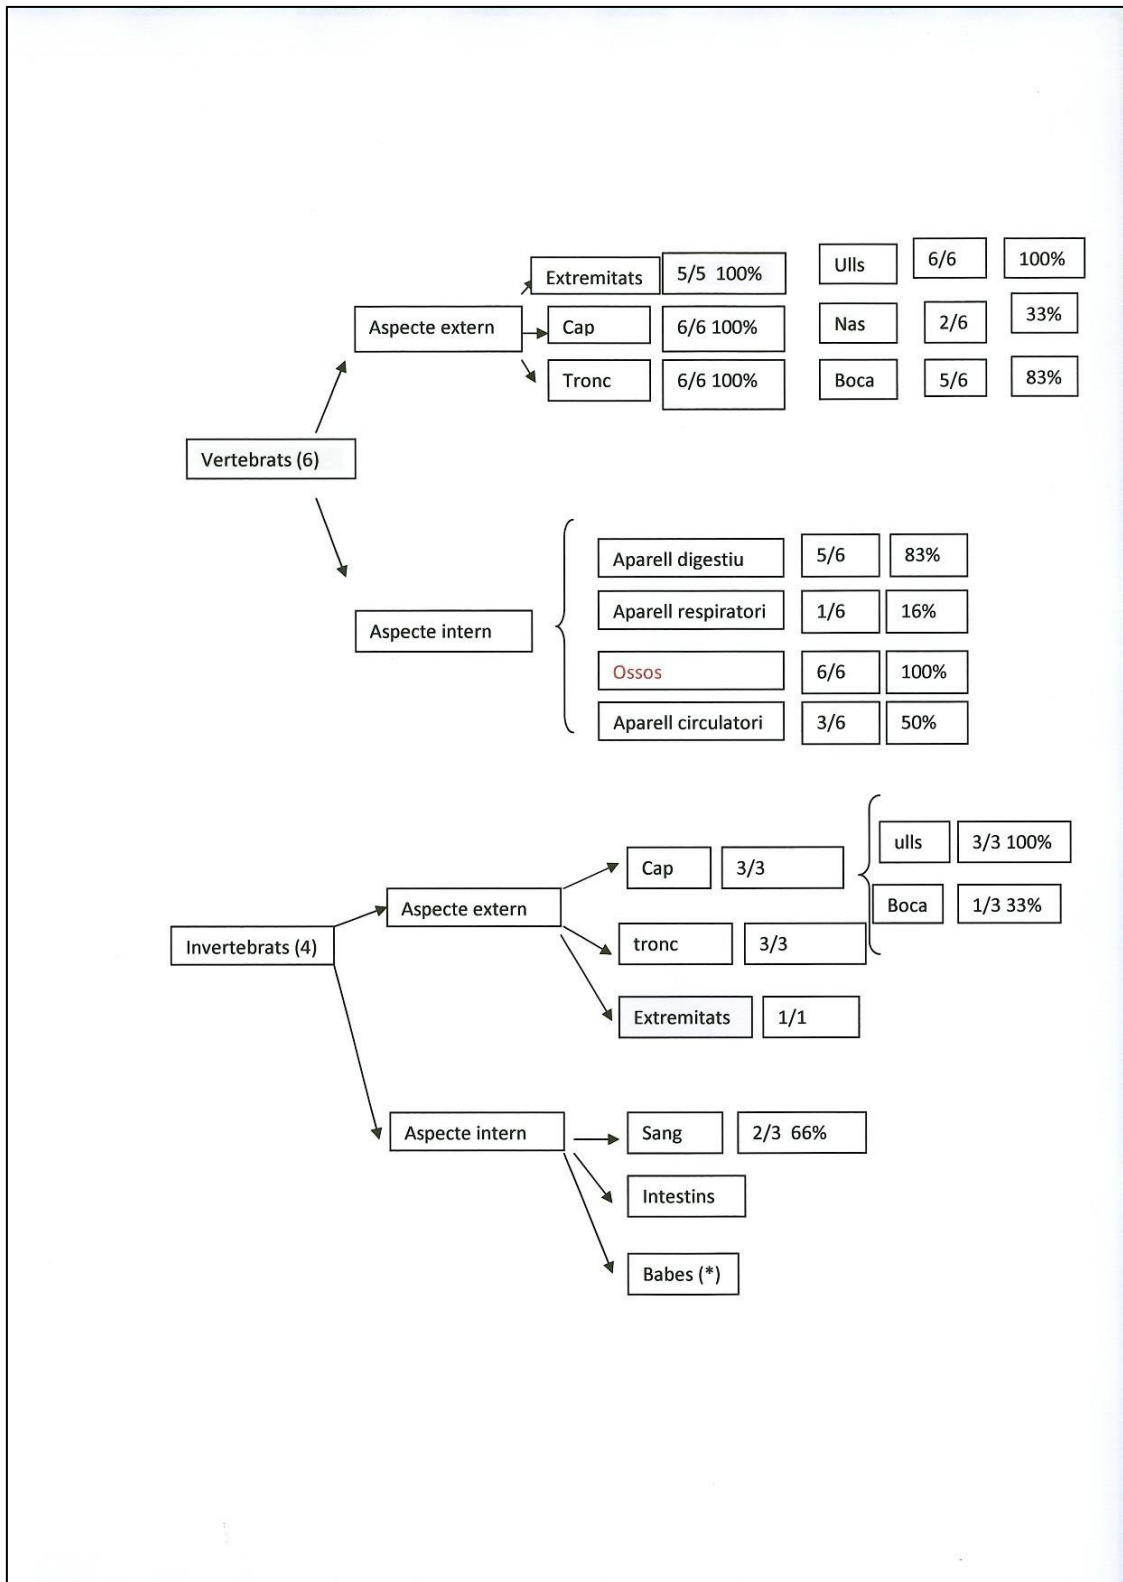 Extremitats 5/5 100% Ulls 6/6 100%
Aspecte extern Cap 6/6 100% Nas 2/6 33%
Tronc 6/6 100% Boca 5/6 83%
Vertebrats (6)
Aparell digestiu 5/6 83%
Aparell respiratori 1/6 16%
Aspecte intern
Ossos 6/6 100%
Aparell circulatori 3/6 50%
ulls 3/3 100%
Cap 3/3
Boca 1/3 33%
Aspecte extern
Invertebrats (4)
tronc 3/3
Extremitats 1/1
Aspecte intern Sang 2/3 66%
Intestins
Babes (*)